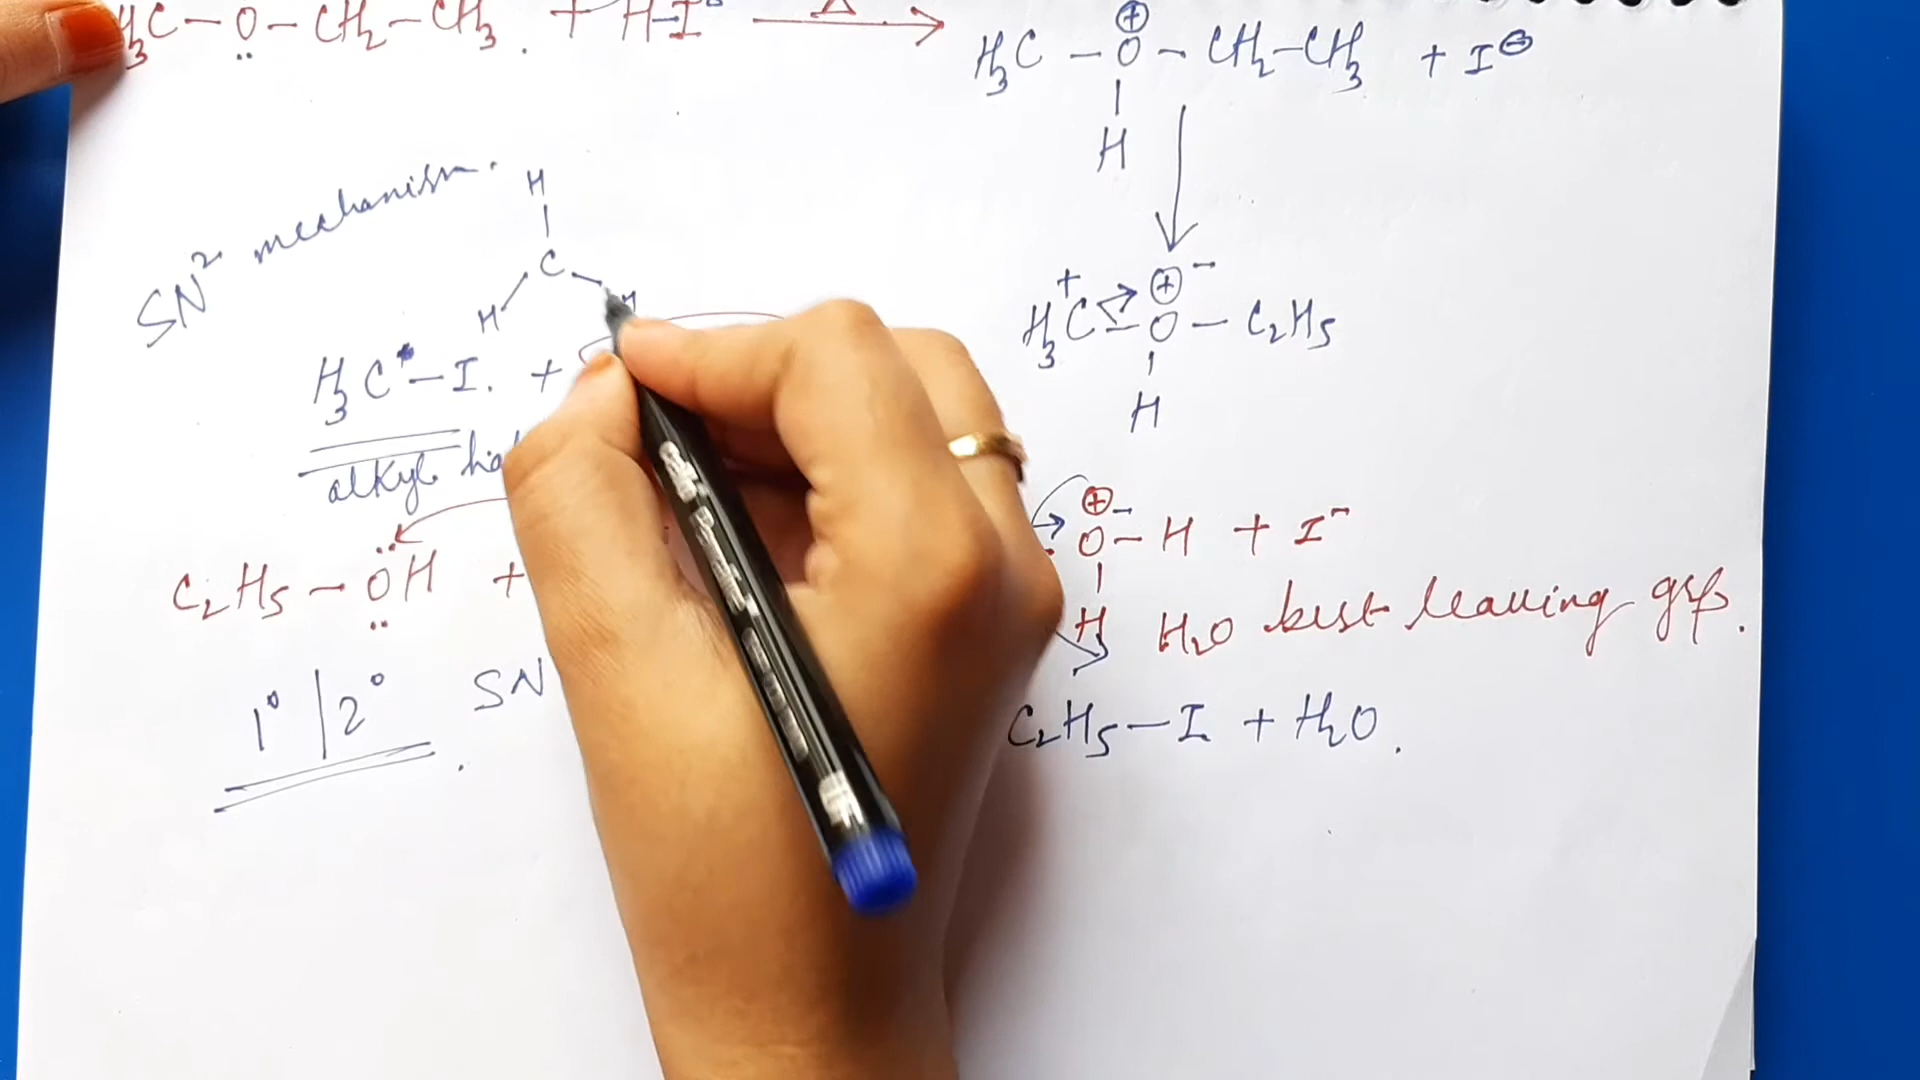 H3C – O – CH2 – CH3 . + H–I Δ
H3C – O⊕ – CH2 – CH3 + I⊖
H
SN2 mechanism.
H
C
H H
H3C+ – O⊕ – – C2H5
H
H3C – I. +
alkyl
O⊕ – – H + I–
C2H5 – OH +
H H2O best leaving grp.
1° | 2° SN
C2H5 – I + H2O.